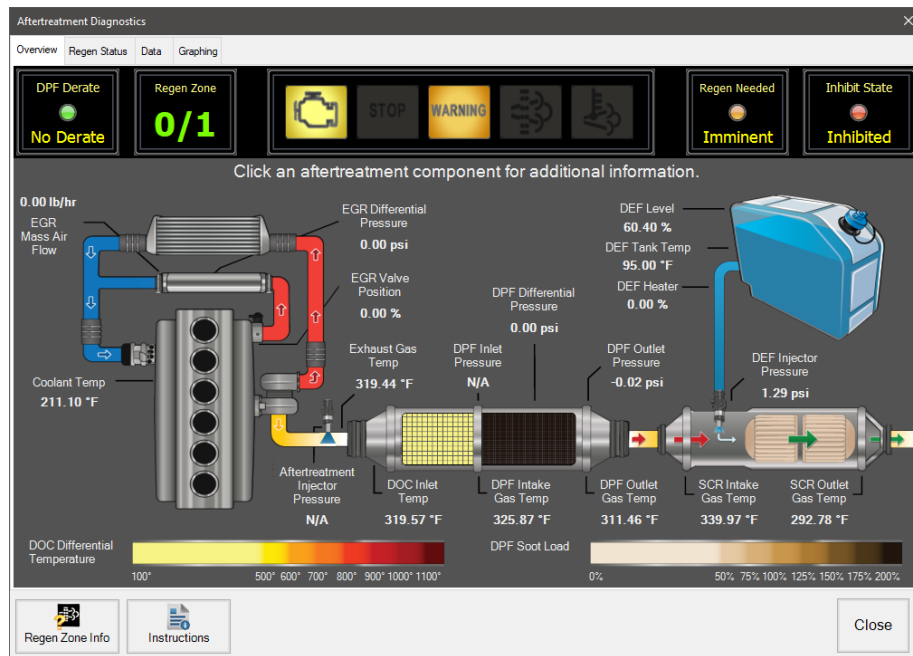 Aftertreatment Diagnostics
Overview
Regen Status
Data
Graphing
DPF Derate
No Derate
Regen Zone
0/1
STOP
WARNING
Regen Needed
Imminent
Inhibit State
Inhibited
Click an aftertreatment component for additional information.
0.00 lb/hr
EGR
Mass Air
Flow
EGR Differential
Pressure
0.00 psi
EGR Valve
Position
0.00 %
DEF Level
60.40 %
DEF Tank Temp
95.00 °F
DEF Heater
0.00 %
DPF Differential
Pressure
0.00 psi
Coolant Temp
211.10 °F
Exhaust Gas
Temp
319.44 °F
DPF Inlet
Pressure
N/A
DPF Outlet
Pressure
-0.02 psi
DEF Injector
Pressure
1.29 psi
Aftertreatment
Injector
Pressure
N/A
DOC Inlet
Temp
319.57 °F
DPF Intake
Gas Temp
325.87 °F
DPF Outlet
Gas Temp
311.46 °F
SCR Intake
Gas Temp
339.97 °F
SCR Outlet
Gas Temp
292.78 °F
DOC Differential
Temperature
100° 500° 600° 700° 800° 900° 1000° 1100°
DPF Soot Load
0% 50% 75% 100% 125% 150% 175% 200%
Regen Zone Info
Instructions
Close